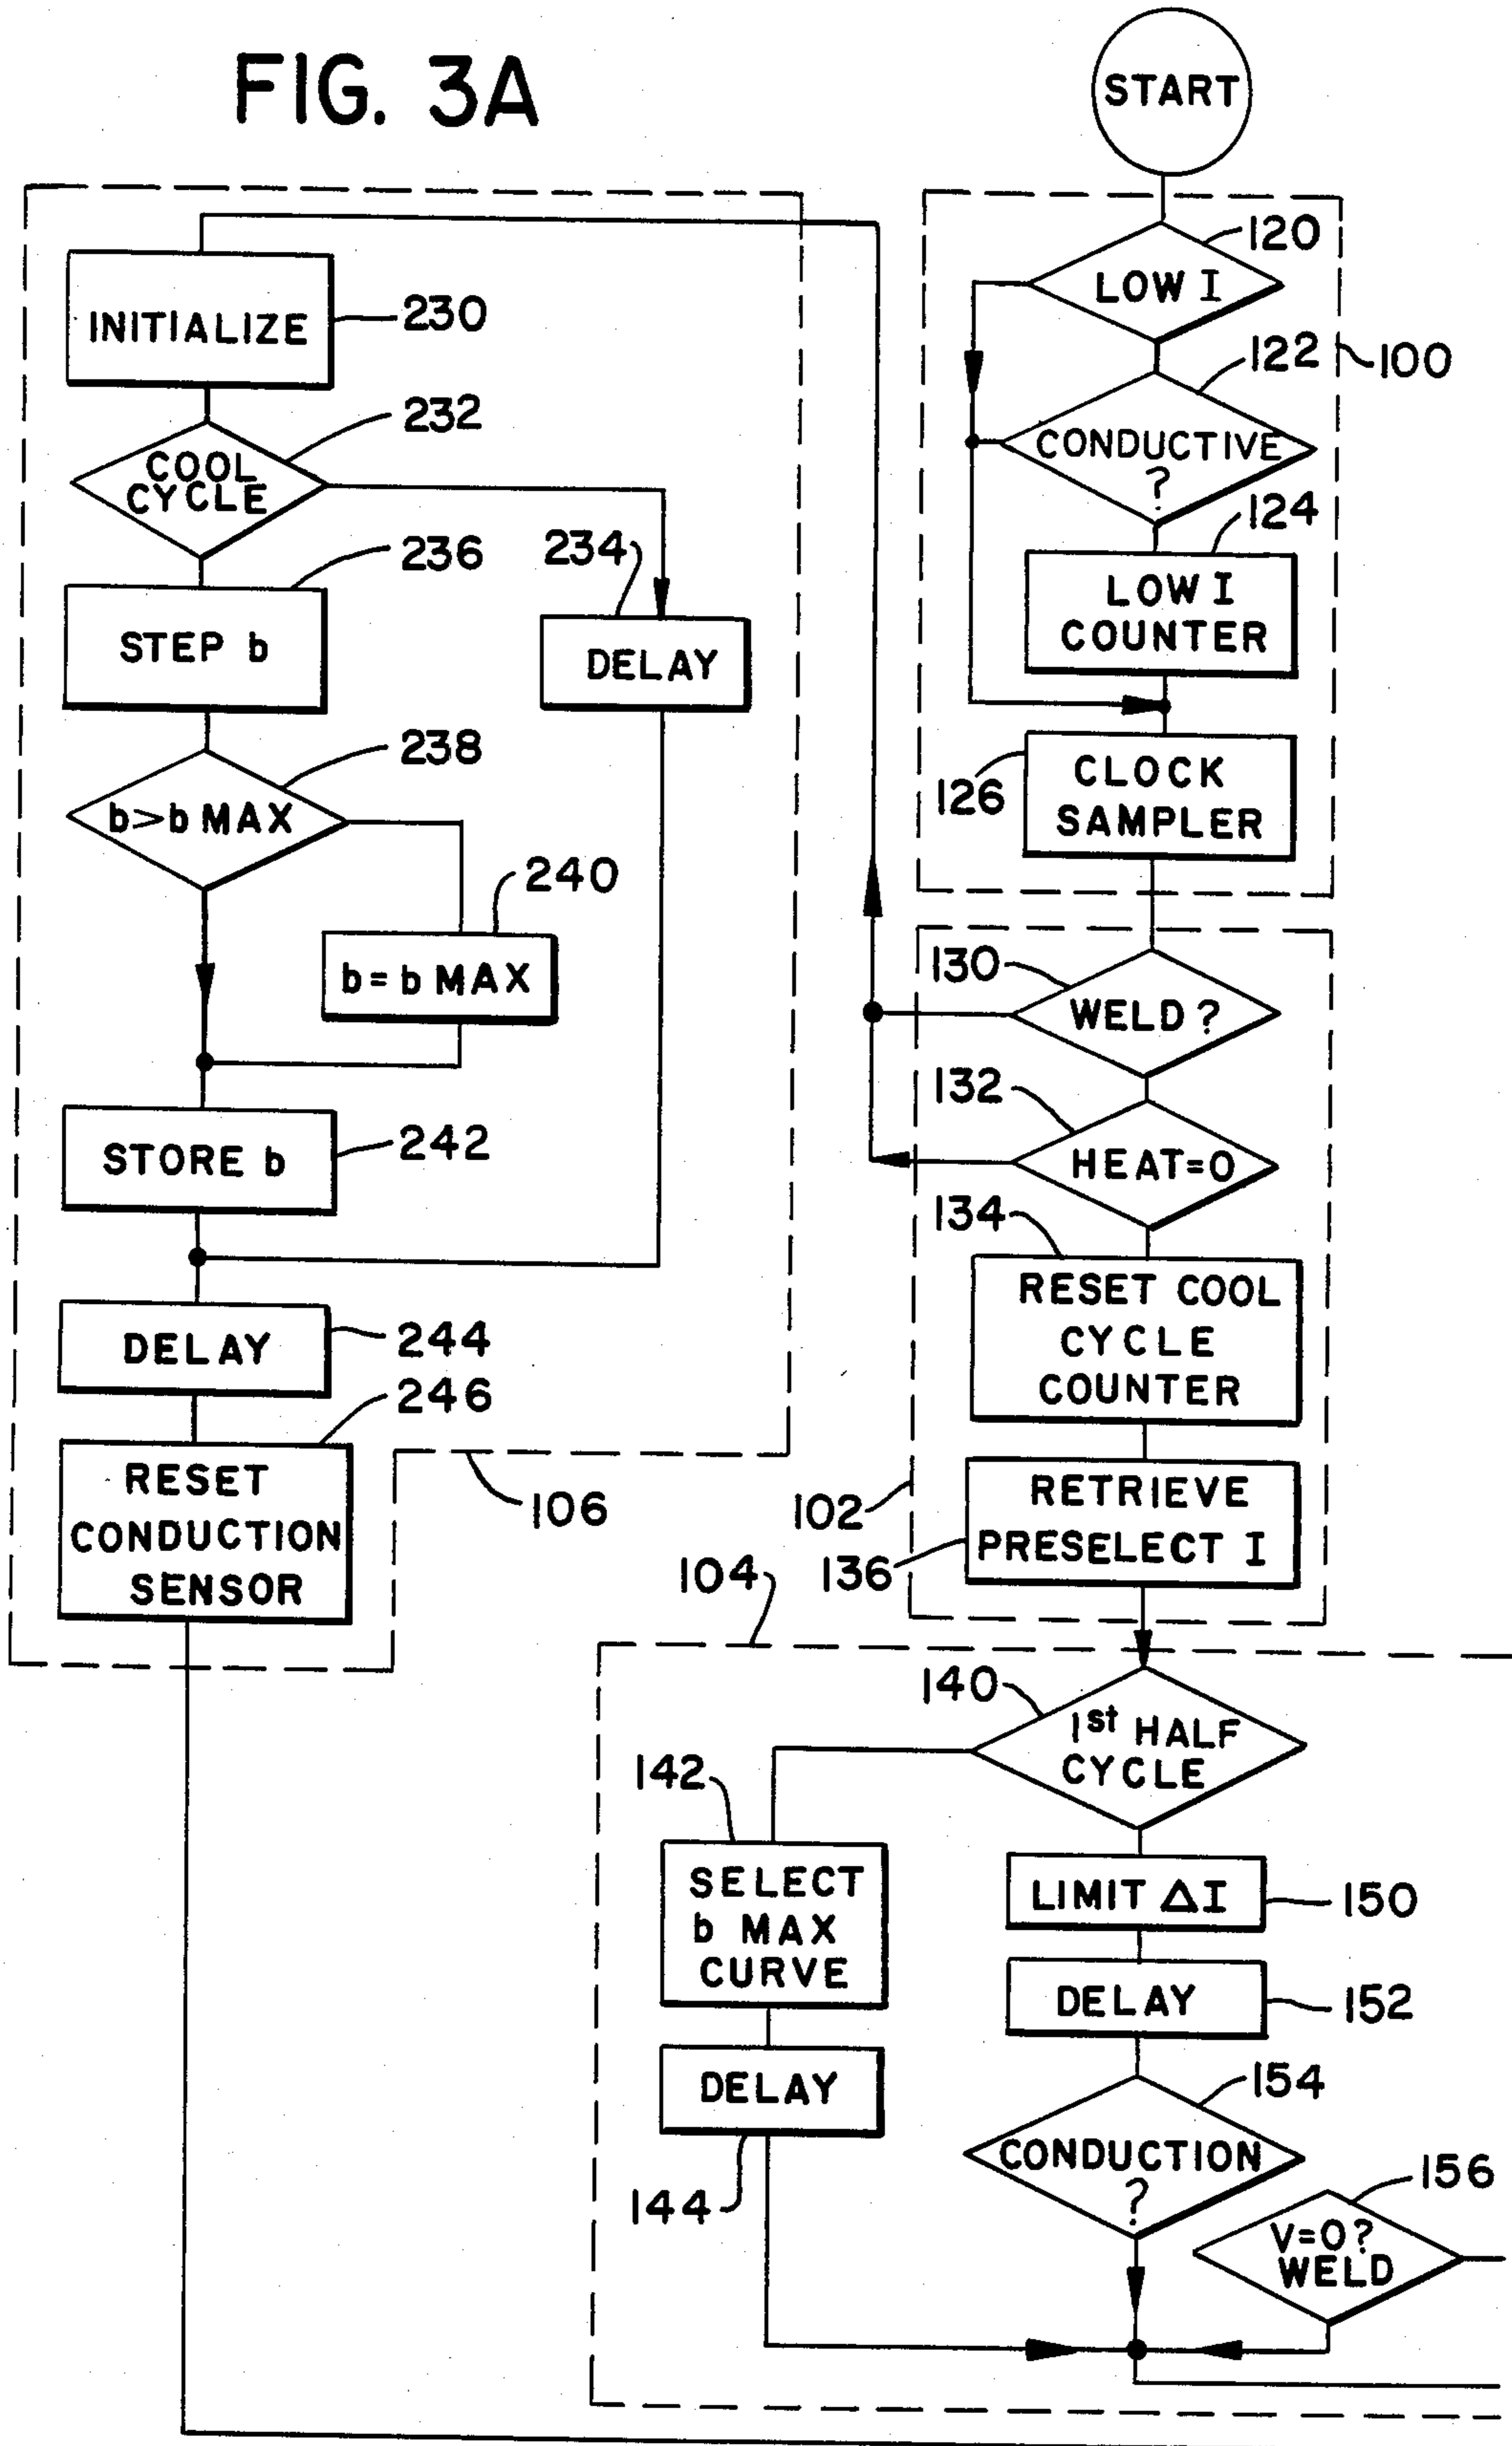 FIG. 3A
START
120
LOW I
122
100
CONDUCTIVE
?
124
LOW I
COUNTER
126
CLOCK
SAMPLER
INITIALIZE
230
232
COOL
CYCLE
236
234
STEP b
DELAY
238
b>b MAX
240
b=b MAX
STORE b
242
DELAY
244
246
RESET
CONDUCTION
SENSOR
106
130
WELD ?
132
HEAT=0
134
RESET COOL
CYCLE
COUNTER
102
RETRIEVE
PRESELECT I
136
104
140
1st HALF
CYCLE
142
SELECT
b MAX
CURVE
LIMIT ΔI
150
DELAY
152
DELAY
144
154
CONDUCTION
?
156
V=0?
WELD